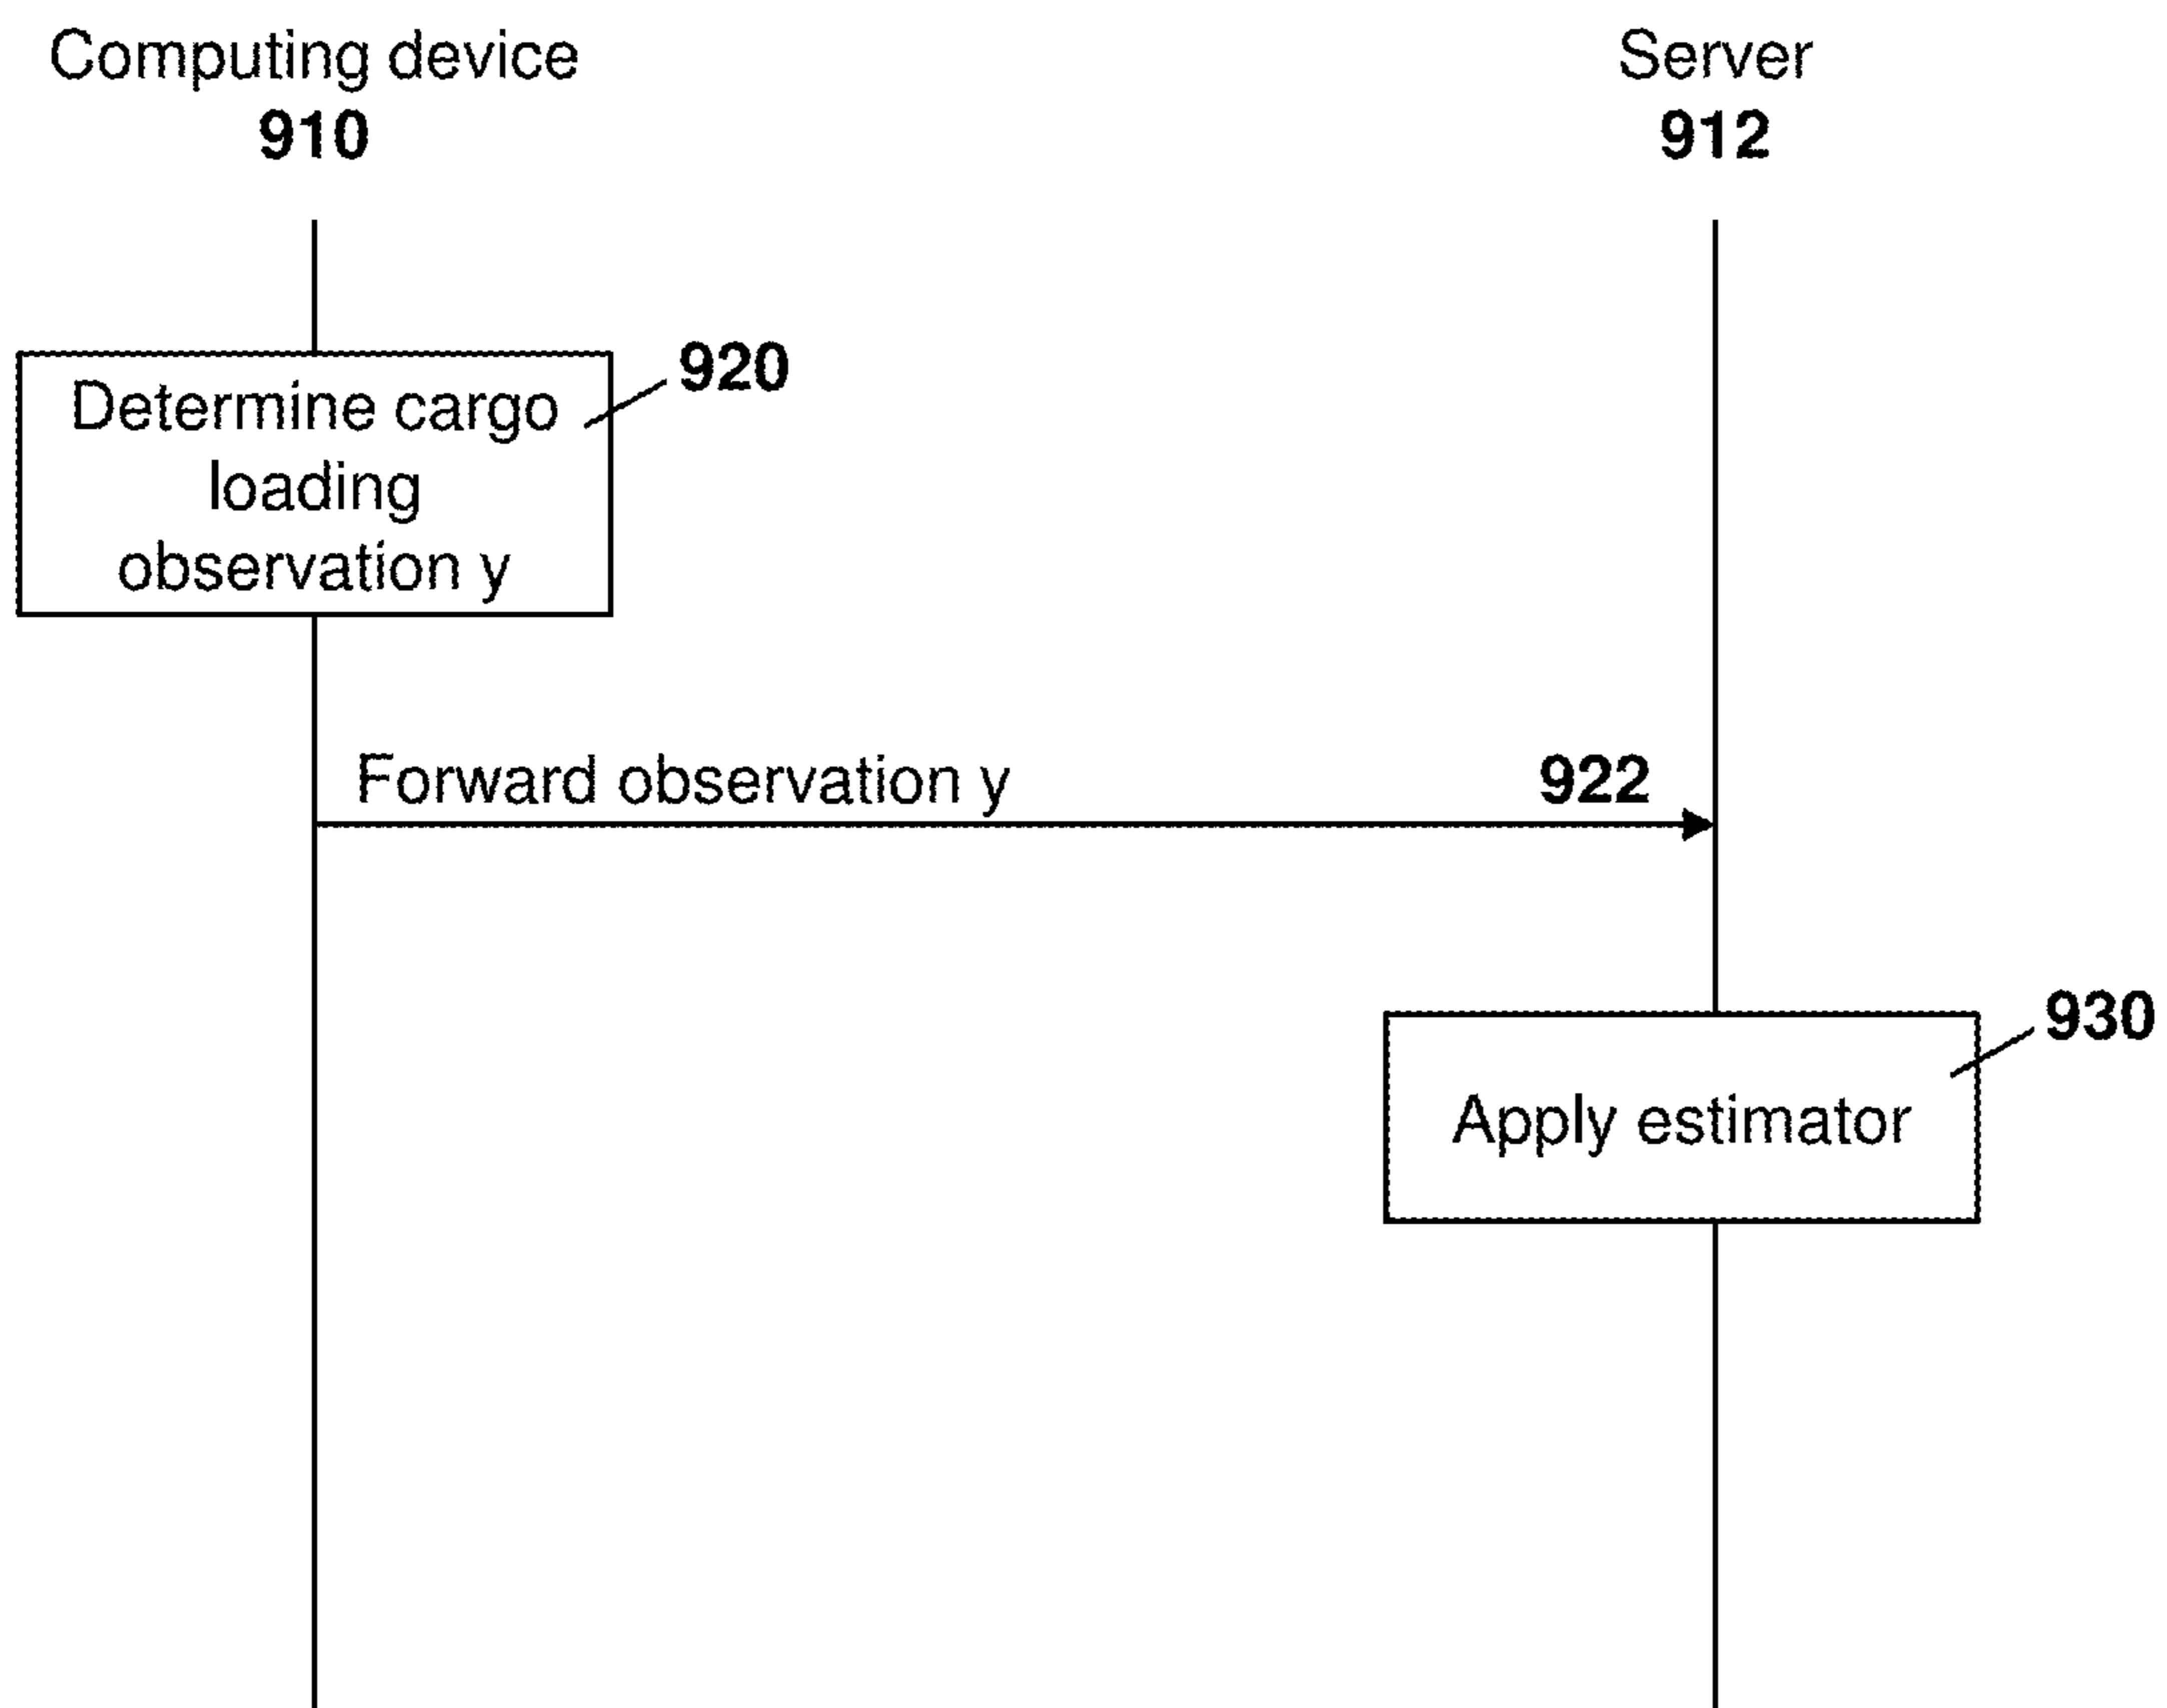 Computing device
910
Server
912
920
Determine cargo
loading
observation y
Forward observation y
922
930
Apply estimator